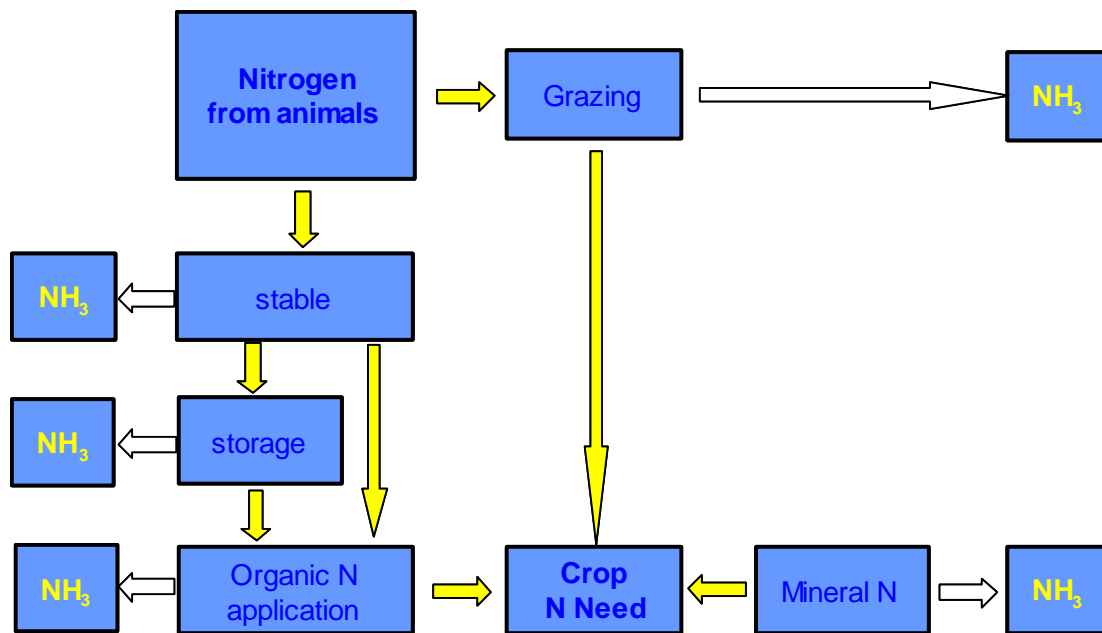 Nitrogen
from animals
Grazing
NH₃
NH₃
stable
NH₃
storage
NH₃
Organic N
application
Crop
N Need
Mineral N
NH₃